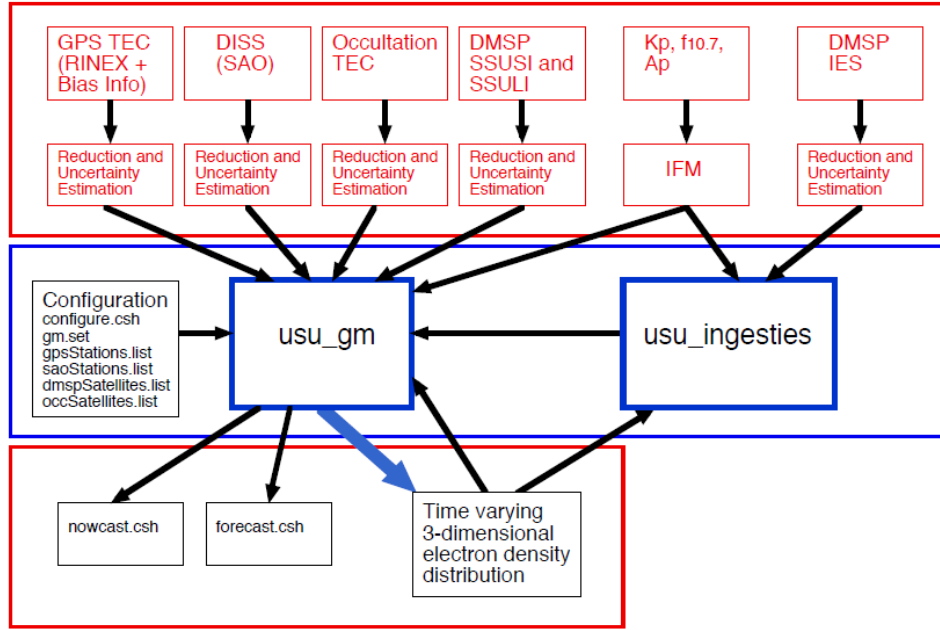 GPS TEC
(RINEX +
Bias Info)
DISS
(SAO)
Occultation
TEC
DMSP
SSUSI and
SSULI
Kp, f10.7,
Ap
DMSP
IES
Reduction and
Uncertainty
Estimation
Reduction and
Uncertainty
Estimation
Reduction and
Uncertainty
Estimation
Reduction and
Uncertainty
Estimation
IFM
Reduction and
Uncertainty
Estimation
Configuration
configure.csh
gm.set
gpsStations.list
saoStations.list
dmspSatellites.list
occSatellites.list
usu_gm
usu_ingesties
nowcast.csh
forecast.csh
Time varying
3-dimensional
electron density
distribution